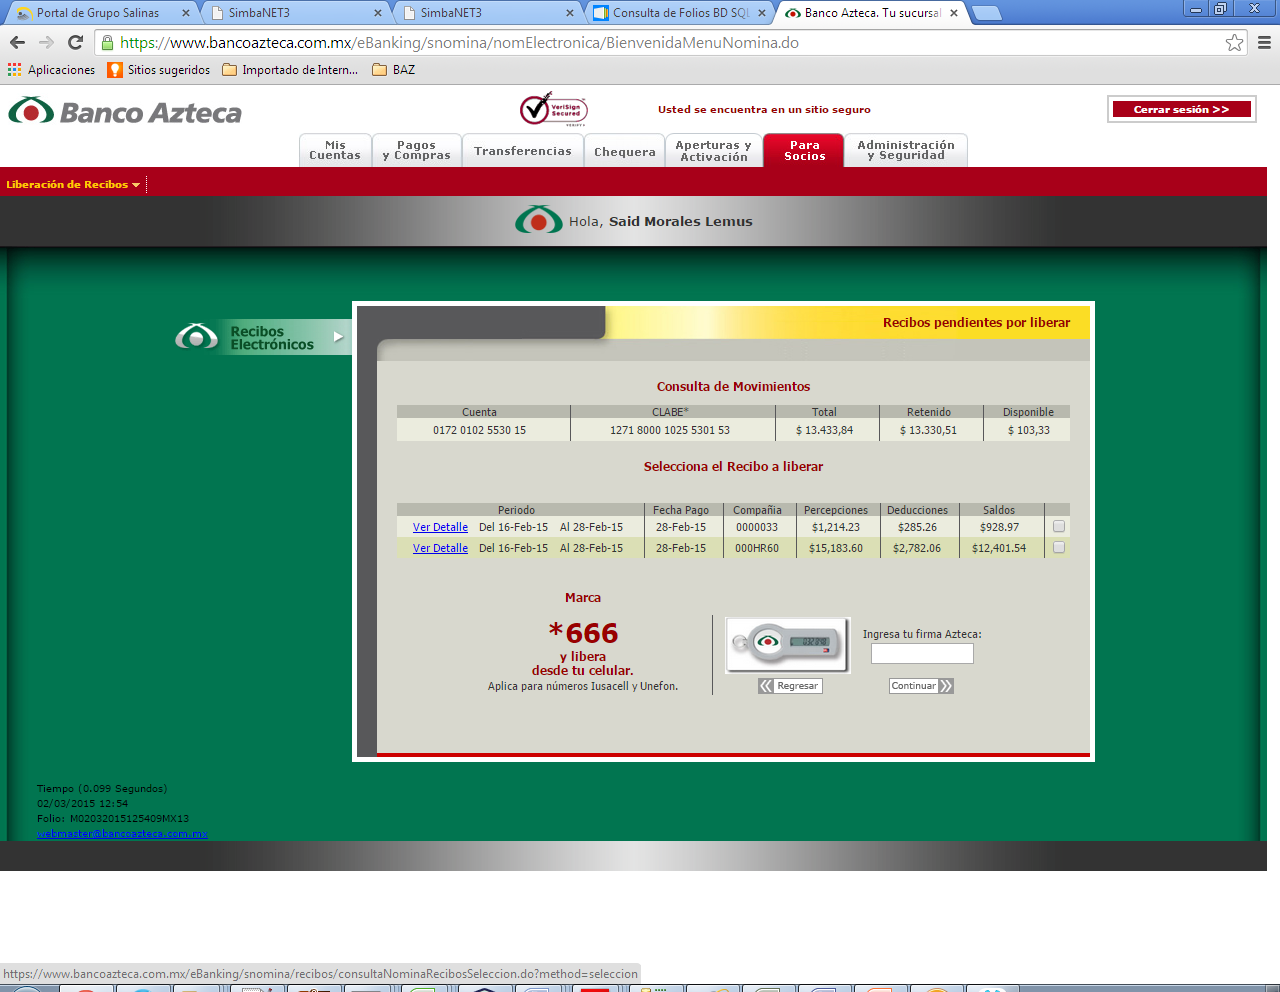 Portal de Grupo Salinas
SimbaNET3
SimbaNET3
Consulta de Folios BD SQL
Banco Azteca. Tu sucursal
https://www.bancoazteca.com.mx/eBanking/snomina/nomElectronica/BienvenidaMenuNomina.do
Aplicaciones
Sitios sugeridos
Importado de Intern...
BAZ
Banco Azteca
VeriSign
Secured
VERIFY
Usted se encuentra en un sitio seguro
Cerrar sesión >>
Mis Cuentas
Pagos y Compras
Transferencias
Chequera
Aperturas y Activación
Para Socios
Administración y Seguridad
Liberación de Recibos
Hola, Said Morales Lemus
Recibos
Electrónicos
Recibos pendientes por liberar
Consulta de Movimientos
Cuenta CLABE* Total Retenido Disponible
0172 0102 5530 15 1271 8000 1025 5301 53 $ 13.433,84 $ 13.330,51 $ 103,33
Selecciona el Recibo a liberar
Periodo Fecha Pago Compañia Percepciones Deducciones Saldos
Ver Detalle Del 16-Feb-15 Al 28-Feb-15 28-Feb-15 0000033 $1,214.23 $285.26 $928.97
Ver Detalle Del 16-Feb-15 Al 28-Feb-15 28-Feb-15 000HR60 $15,183.60 $2,782.06 $12,401.54
Marca
*666
y libera
desde tu celular.
Aplica para números Iusacell y Unefon.
Ingresa tu firma Azteca:
Regresar
Continuar
Tiempo (0.099 Segundos)
02/03/2015 12:54
Folio: M02032015125409MX13
webmaster@bancoazteca.com.mx
https://www.bancoazteca.com.mx/eBanking/snomina/recibos/consultaNominaRecibosSeleccion.do?method=seleccion